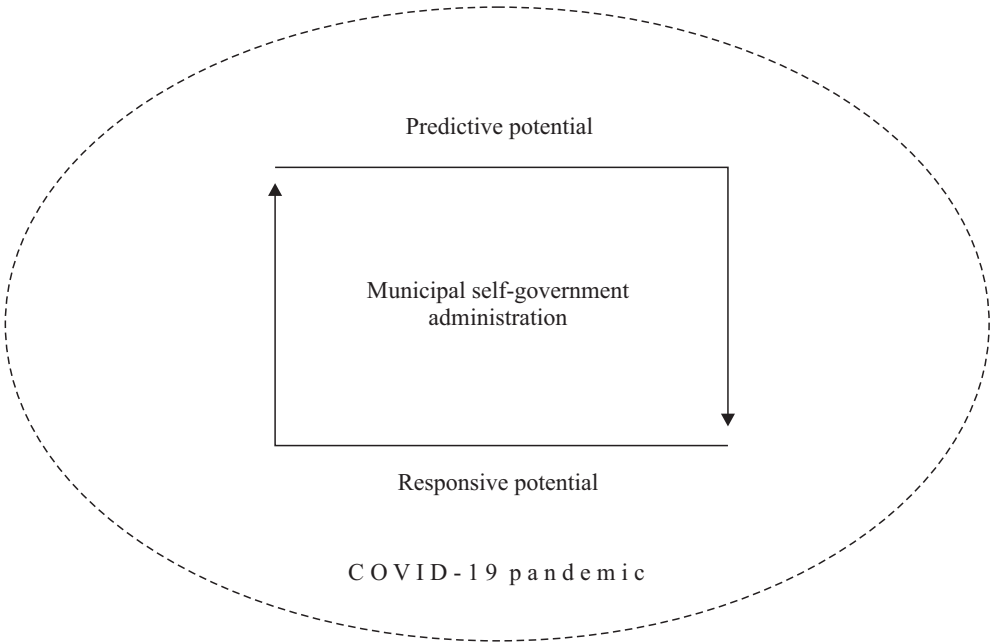 Predictive potential
Municipal self-government
administration
Responsive potential
COVID-19 pandemic